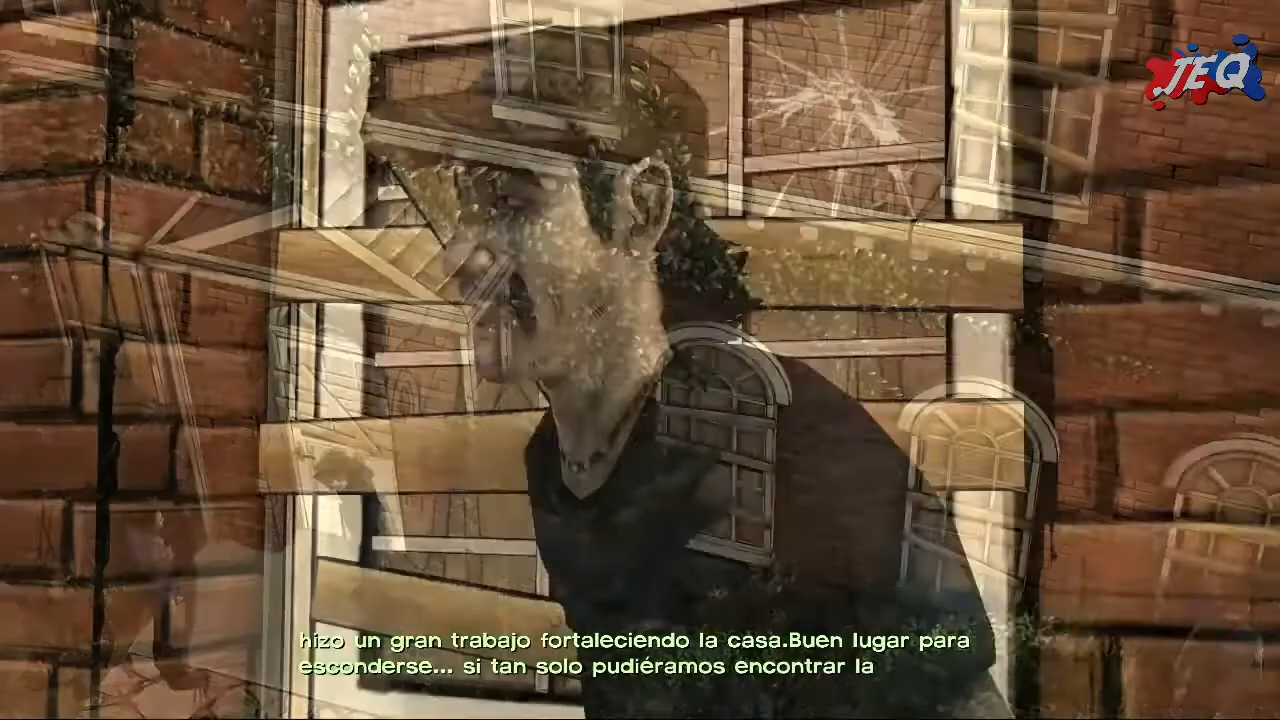 JEQ
hizo un gran trabajo fortaleciendo la casa.Buen lugar para
esconderse... si tan solo pudiéramos encontrar la